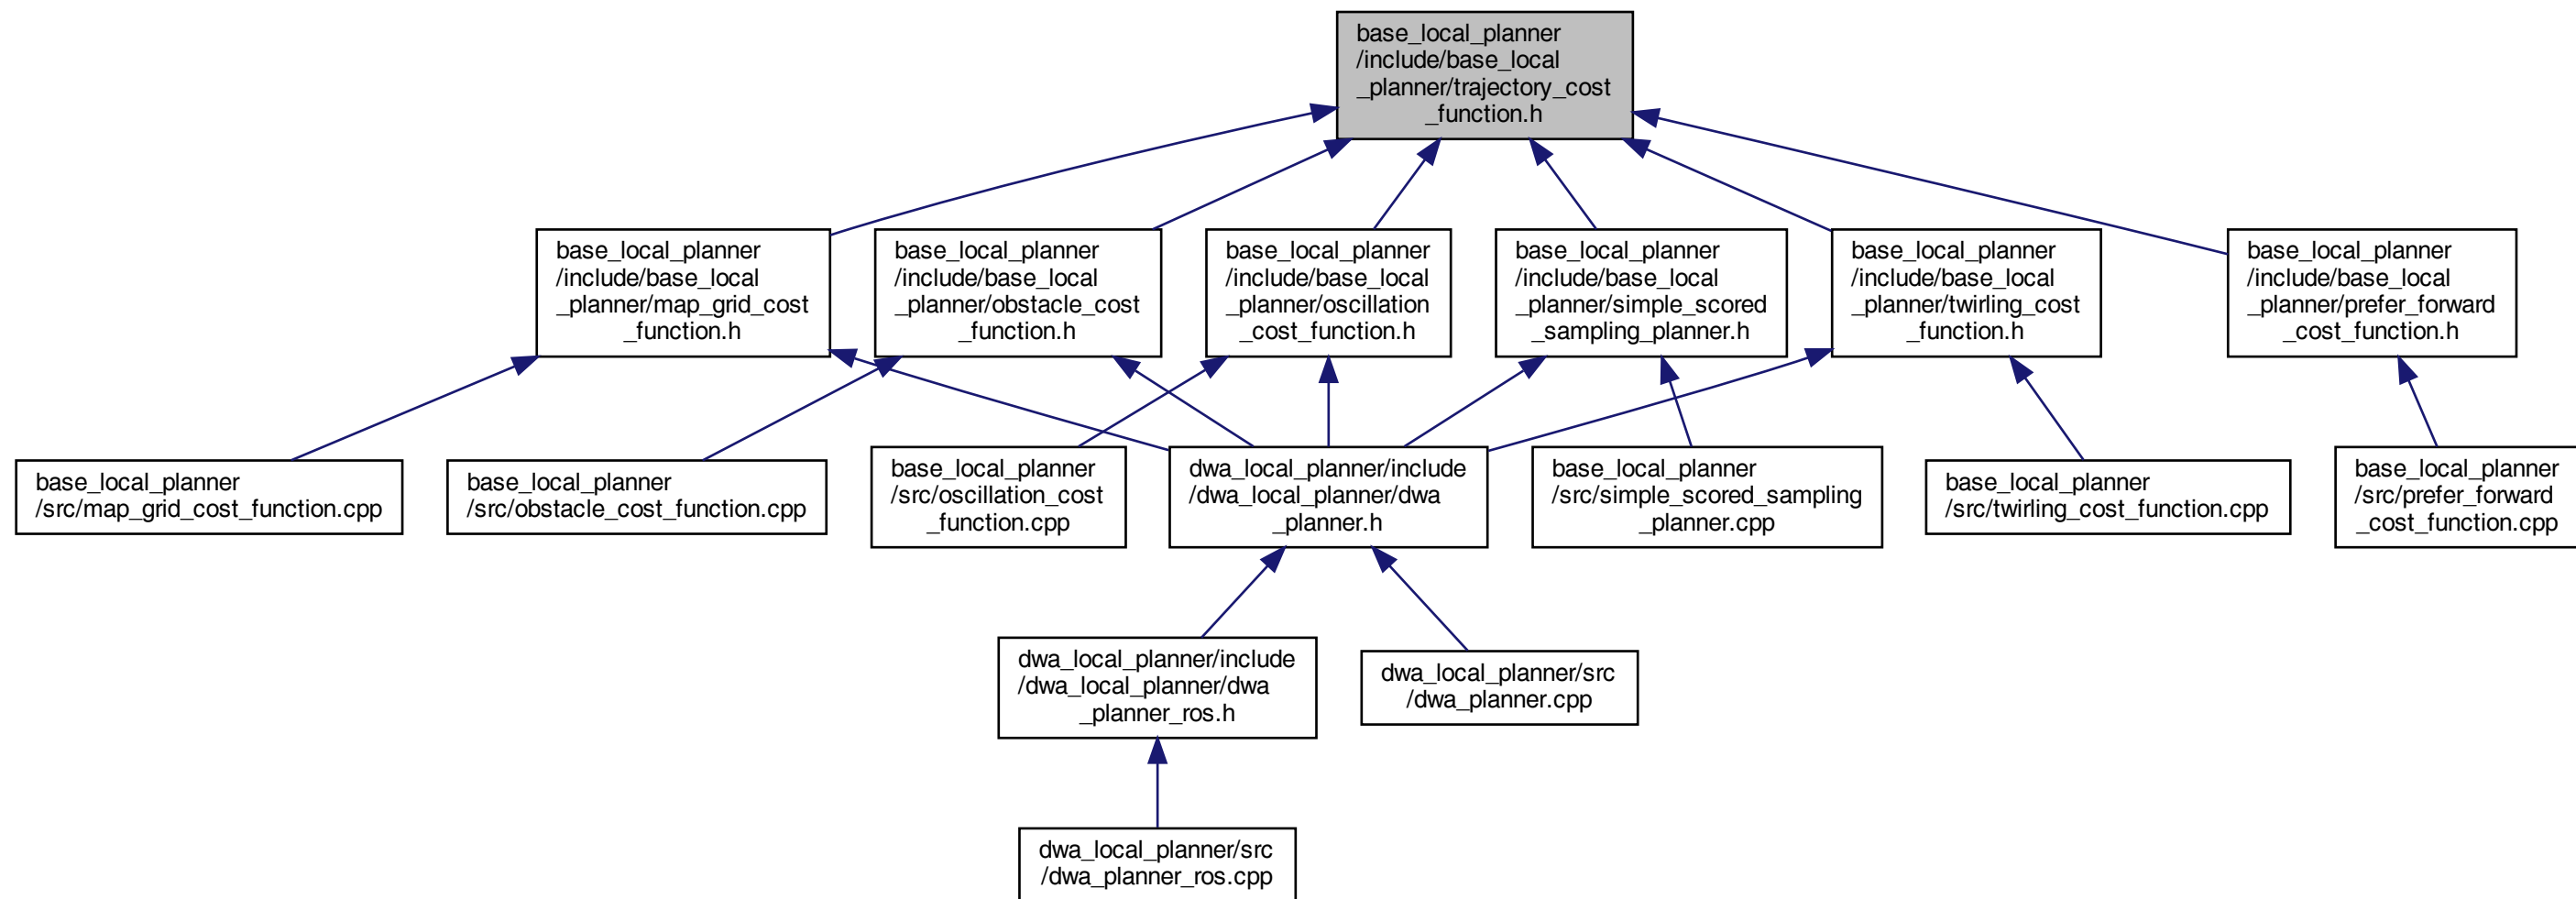 base_local_planner
/include/base_local
_planner/trajectory_cost
_function.h
base_local_planner
/include/base_local
_planner/map_grid_cost
_function.h
base_local_planner
/include/base_local
_planner/obstacle_cost
_function.h
base_local_planner
/include/base_local
_planner/oscillation
_cost_function.h
base_local_planner
/include/base_local
_planner/simple_scored
_sampling_planner.h
base_local_planner
/include/base_local
_planner/twirling_cost
_function.h
base_local_planner
/include/base_local
_planner/prefer_forward
_cost_function.h
base_local_planner
/src/map_grid_cost_function.cpp
base_local_planner
/src/obstacle_cost_function.cpp
base_local_planner
/src/oscillation_cost
_function.cpp
dwa_local_planner/include
/dwa_local_planner/dwa
_planner.h
base_local_planner
/src/simple_scored_sampling
_planner.cpp
base_local_planner
/src/twirling_cost_function.cpp
base_local_planner
/src/prefer_forward
_cost_function.cpp
dwa_local_planner/include
/dwa_local_planner/dwa
_planner_ros.h
dwa_local_planner/src
/dwa_planner.cpp
dwa_local_planner/src
/dwa_planner_ros.cpp